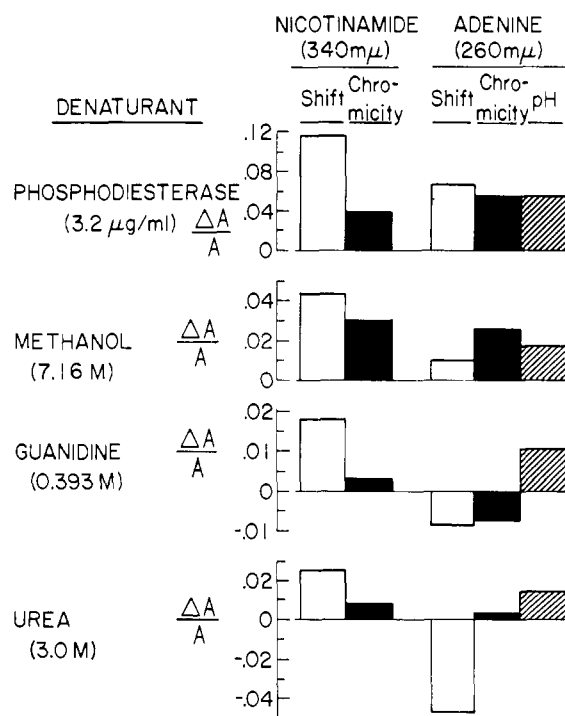 NICOTINAMIDE ADENINE
(340mμ) (260mμ)
Shift Chro-micity Shift Chro-micity pH
DENATURANT
.12
.08
.04
0
PHOSPHODIESTERASE
(3.2 μg/ml) ΔA/A
.04
.02
0
METHANOL ΔA/A
(7.16 M)
.02
.01
0
-.01
GUANIDINE ΔA/A
(0.393 M)
.02
0
-.02
-.04
UREA ΔA/A
(3.0 M)